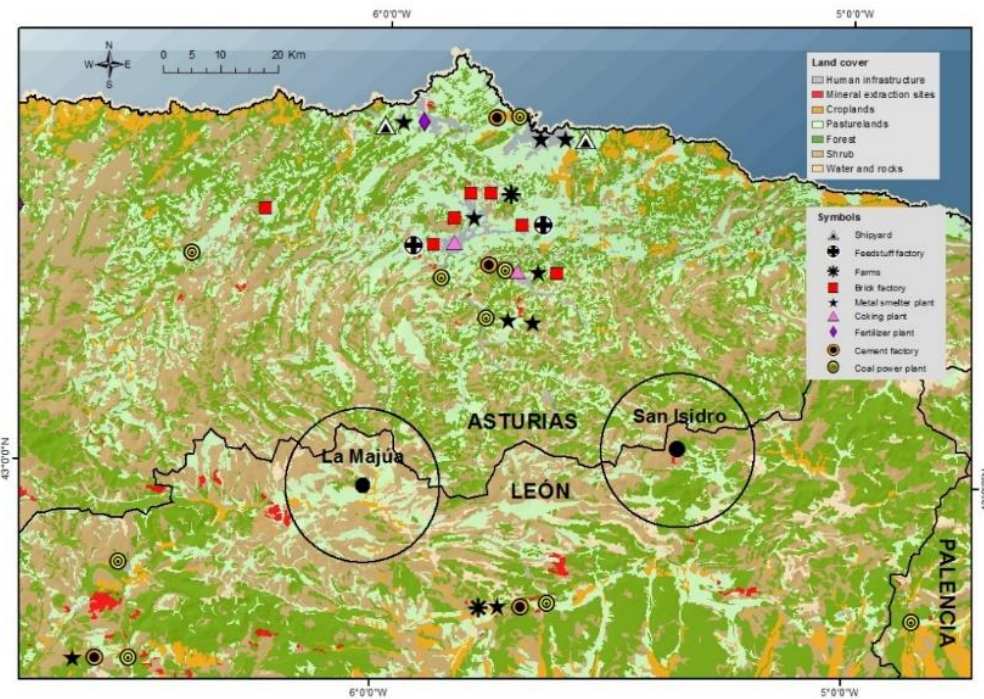 6°0'0"W 5°0'0"W
N
W E
S
0 5 10 20 Km
Land cover
Human infrastructure
Mineral extraction sites
Croplands
Pasturelands
Forest
Shrub
Water and rocks
Symbols
Shipyard
Feedstuff factory
Farms
Brick factory
Metal smelter plant
Coking plant
Fertilizer plant
Cement factory
Coal power plant
ASTURIAS
San Isidro
La Majúa
LEÓN
43°0'0"N
PALENCIA
6°0'0"W 5°0'0"W